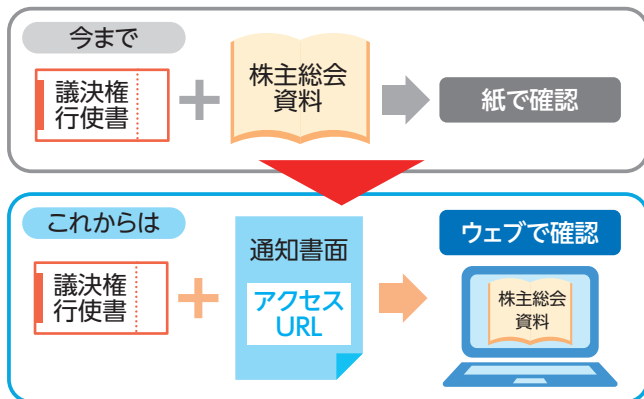 今まで
議決権
行使書
株主総会
資料
紙で確認
これからは
議決権
行使書
通知書面
アクセス
URL
ウェブで確認
株主総会
資料